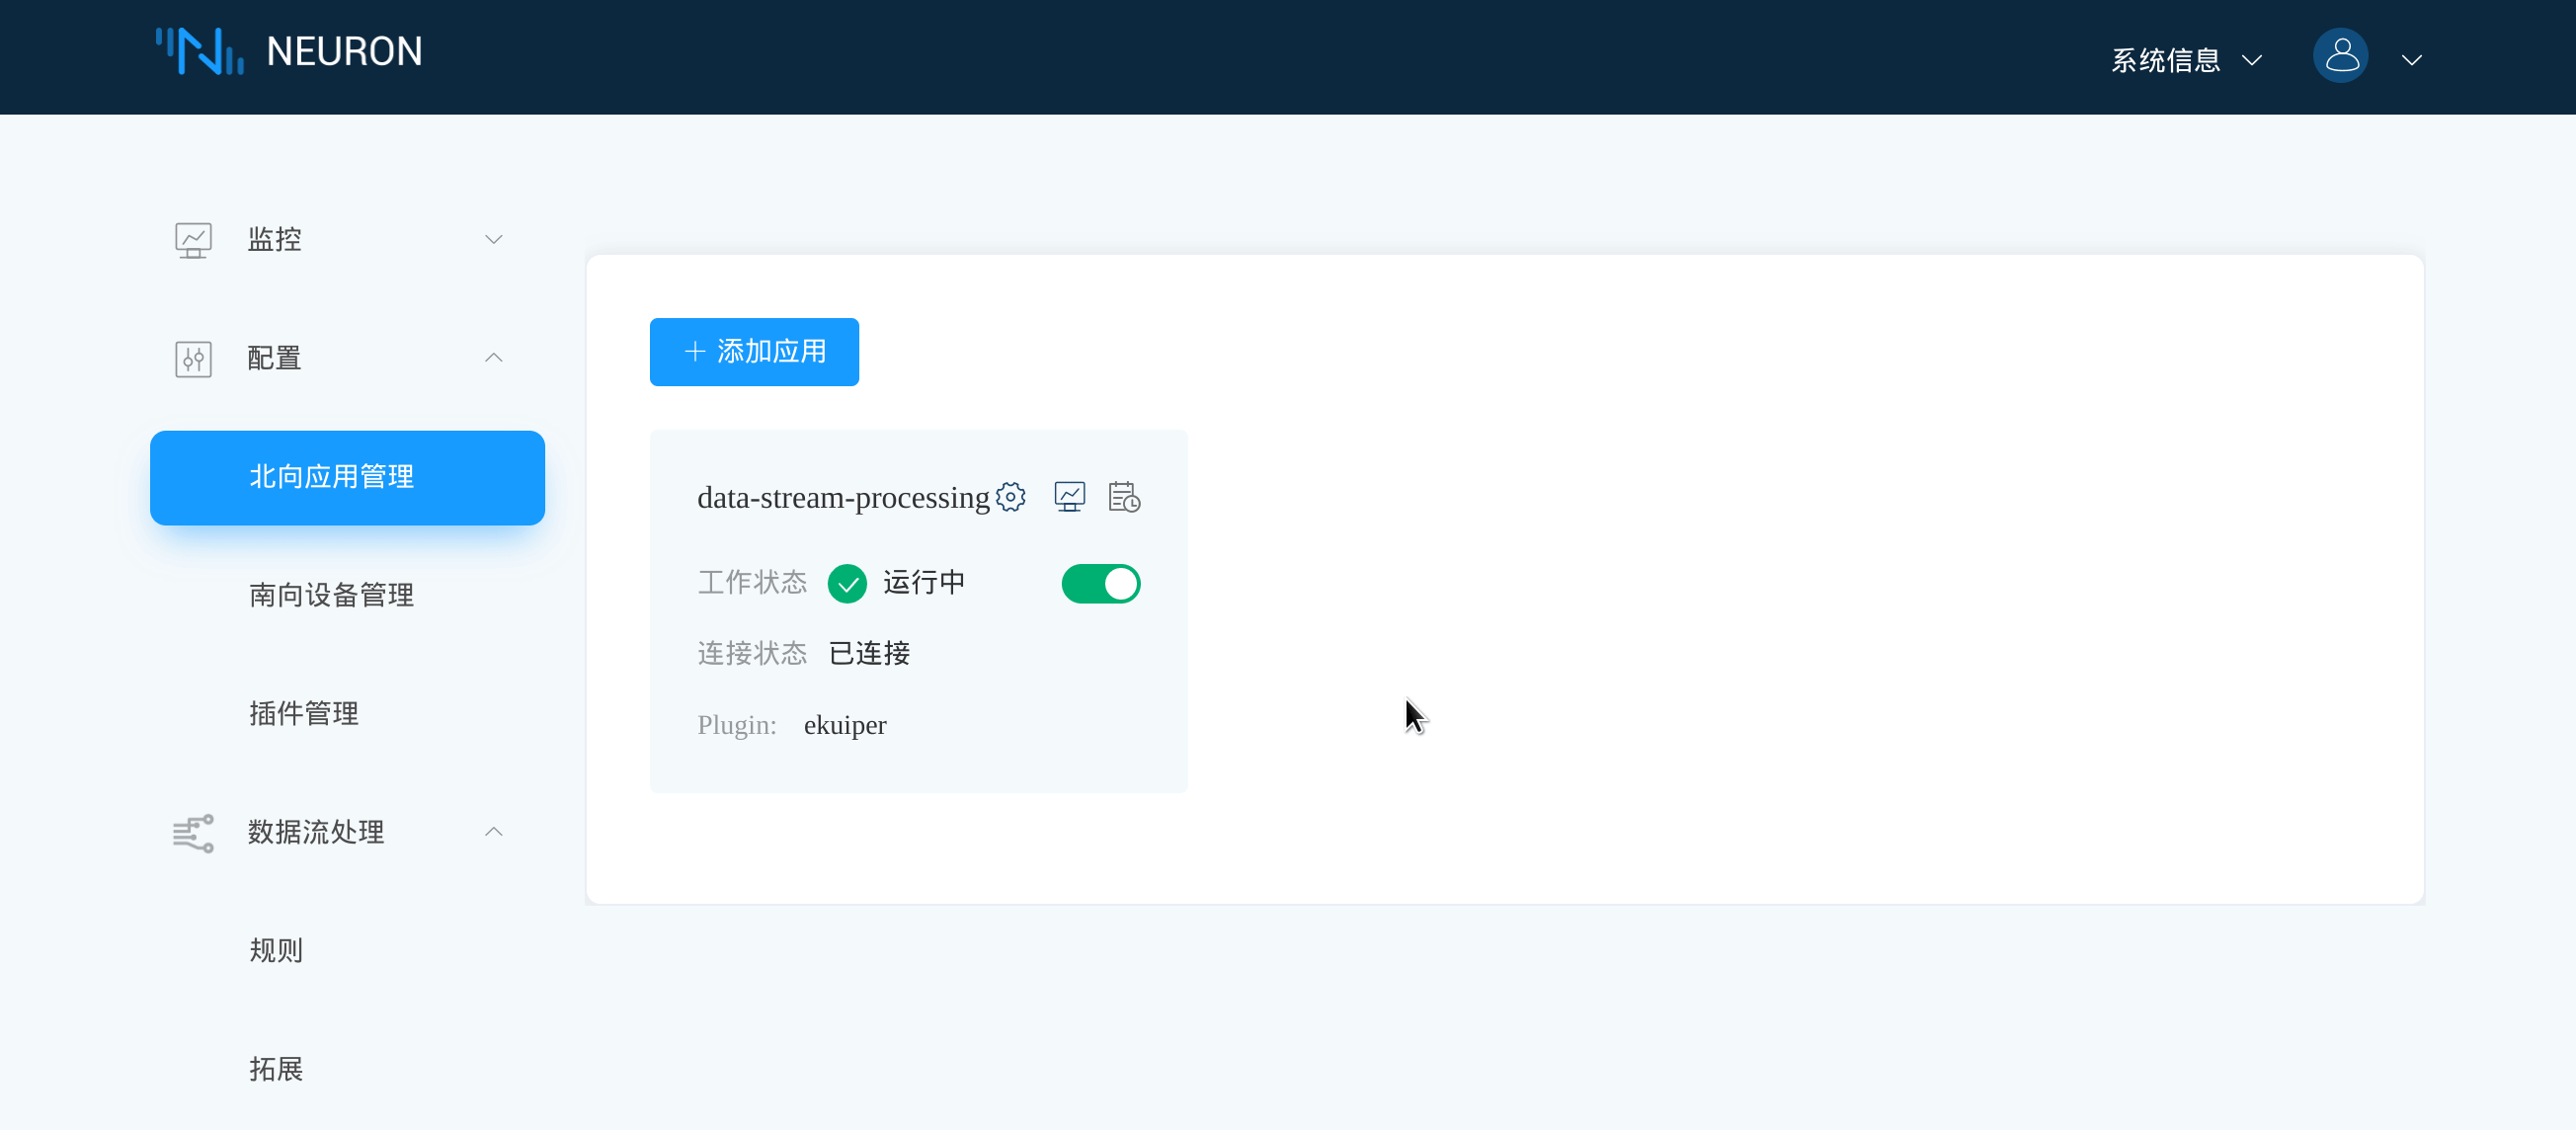 NEURON
系统信息
监控
配置
北向应用管理
南向设备管理
插件管理
数据流处理
规则
拓展
添加应用
data-stream-processing
工作状态 运行中
连接状态 已连接
Plugin: ekuiper